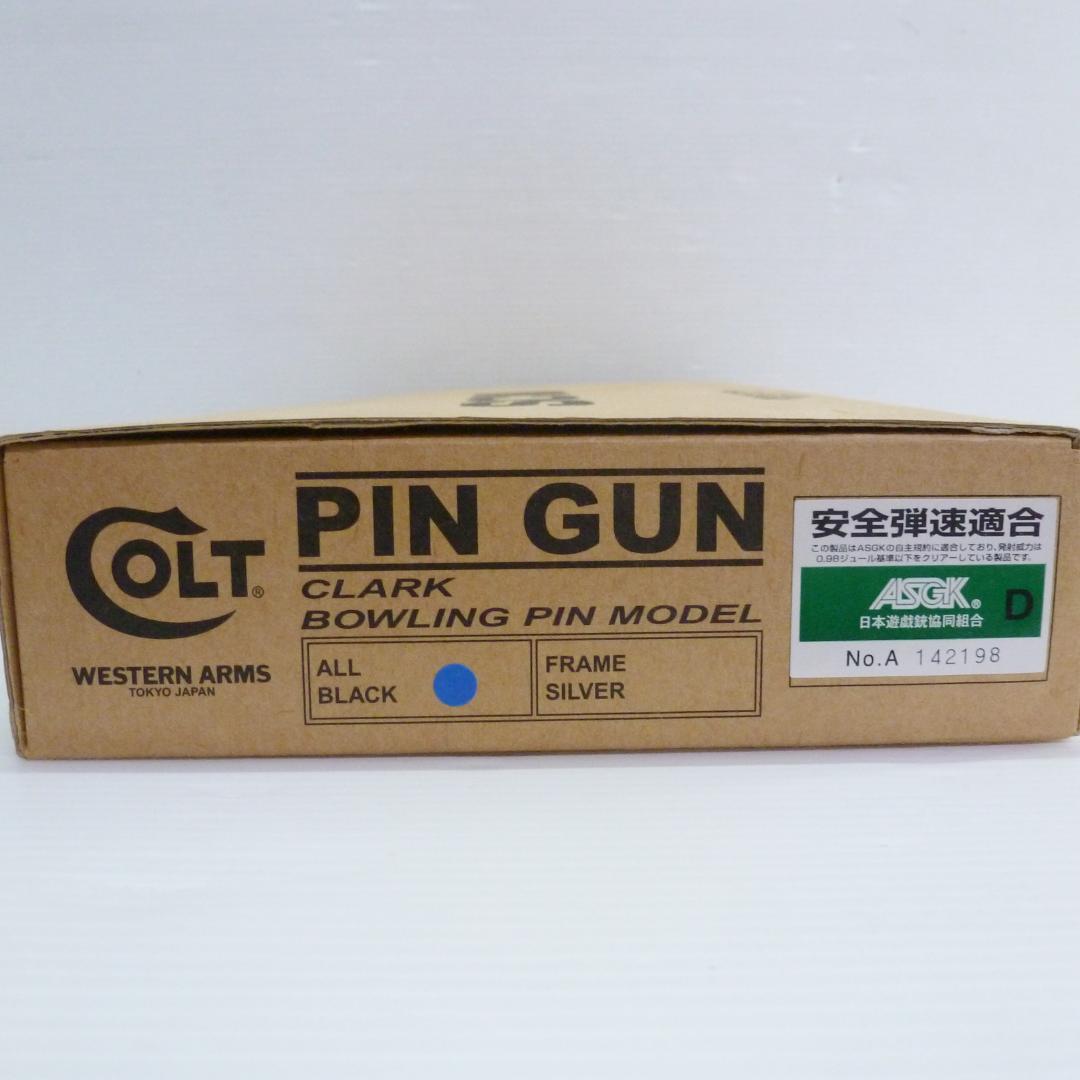 COLT®
WESTERN ARMS
TOKYO JAPAN
PIN GUN
CLARK
BOWLING PIN MODEL
ALL
BLACK
FRAME
SILVER
安全弾速適合
この製品はASGKの自主規約に適合しており、発射威力は
0.98ジュール基準以下をクリアーしている製品です。
ASGK®
D
日本遊戯銃協同組合
No.A 142198